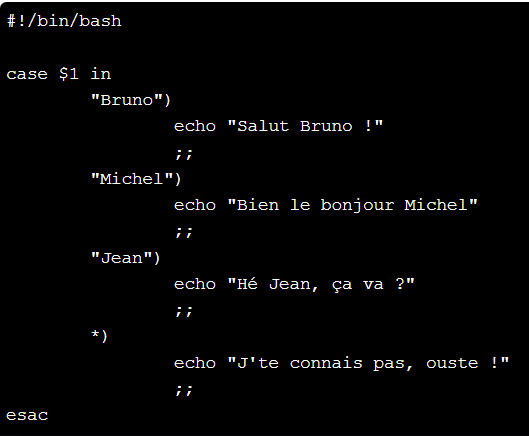 #!/bin/bash
case $1 in
"Bruno")
echo "Salut Bruno !"
;;
"Michel")
echo "Bien le bonjour Michel"
;;
"Jean")
echo "Hé Jean, ça va ?"
;;
*)
echo "J'te connais pas, ouste !"
;;
esac